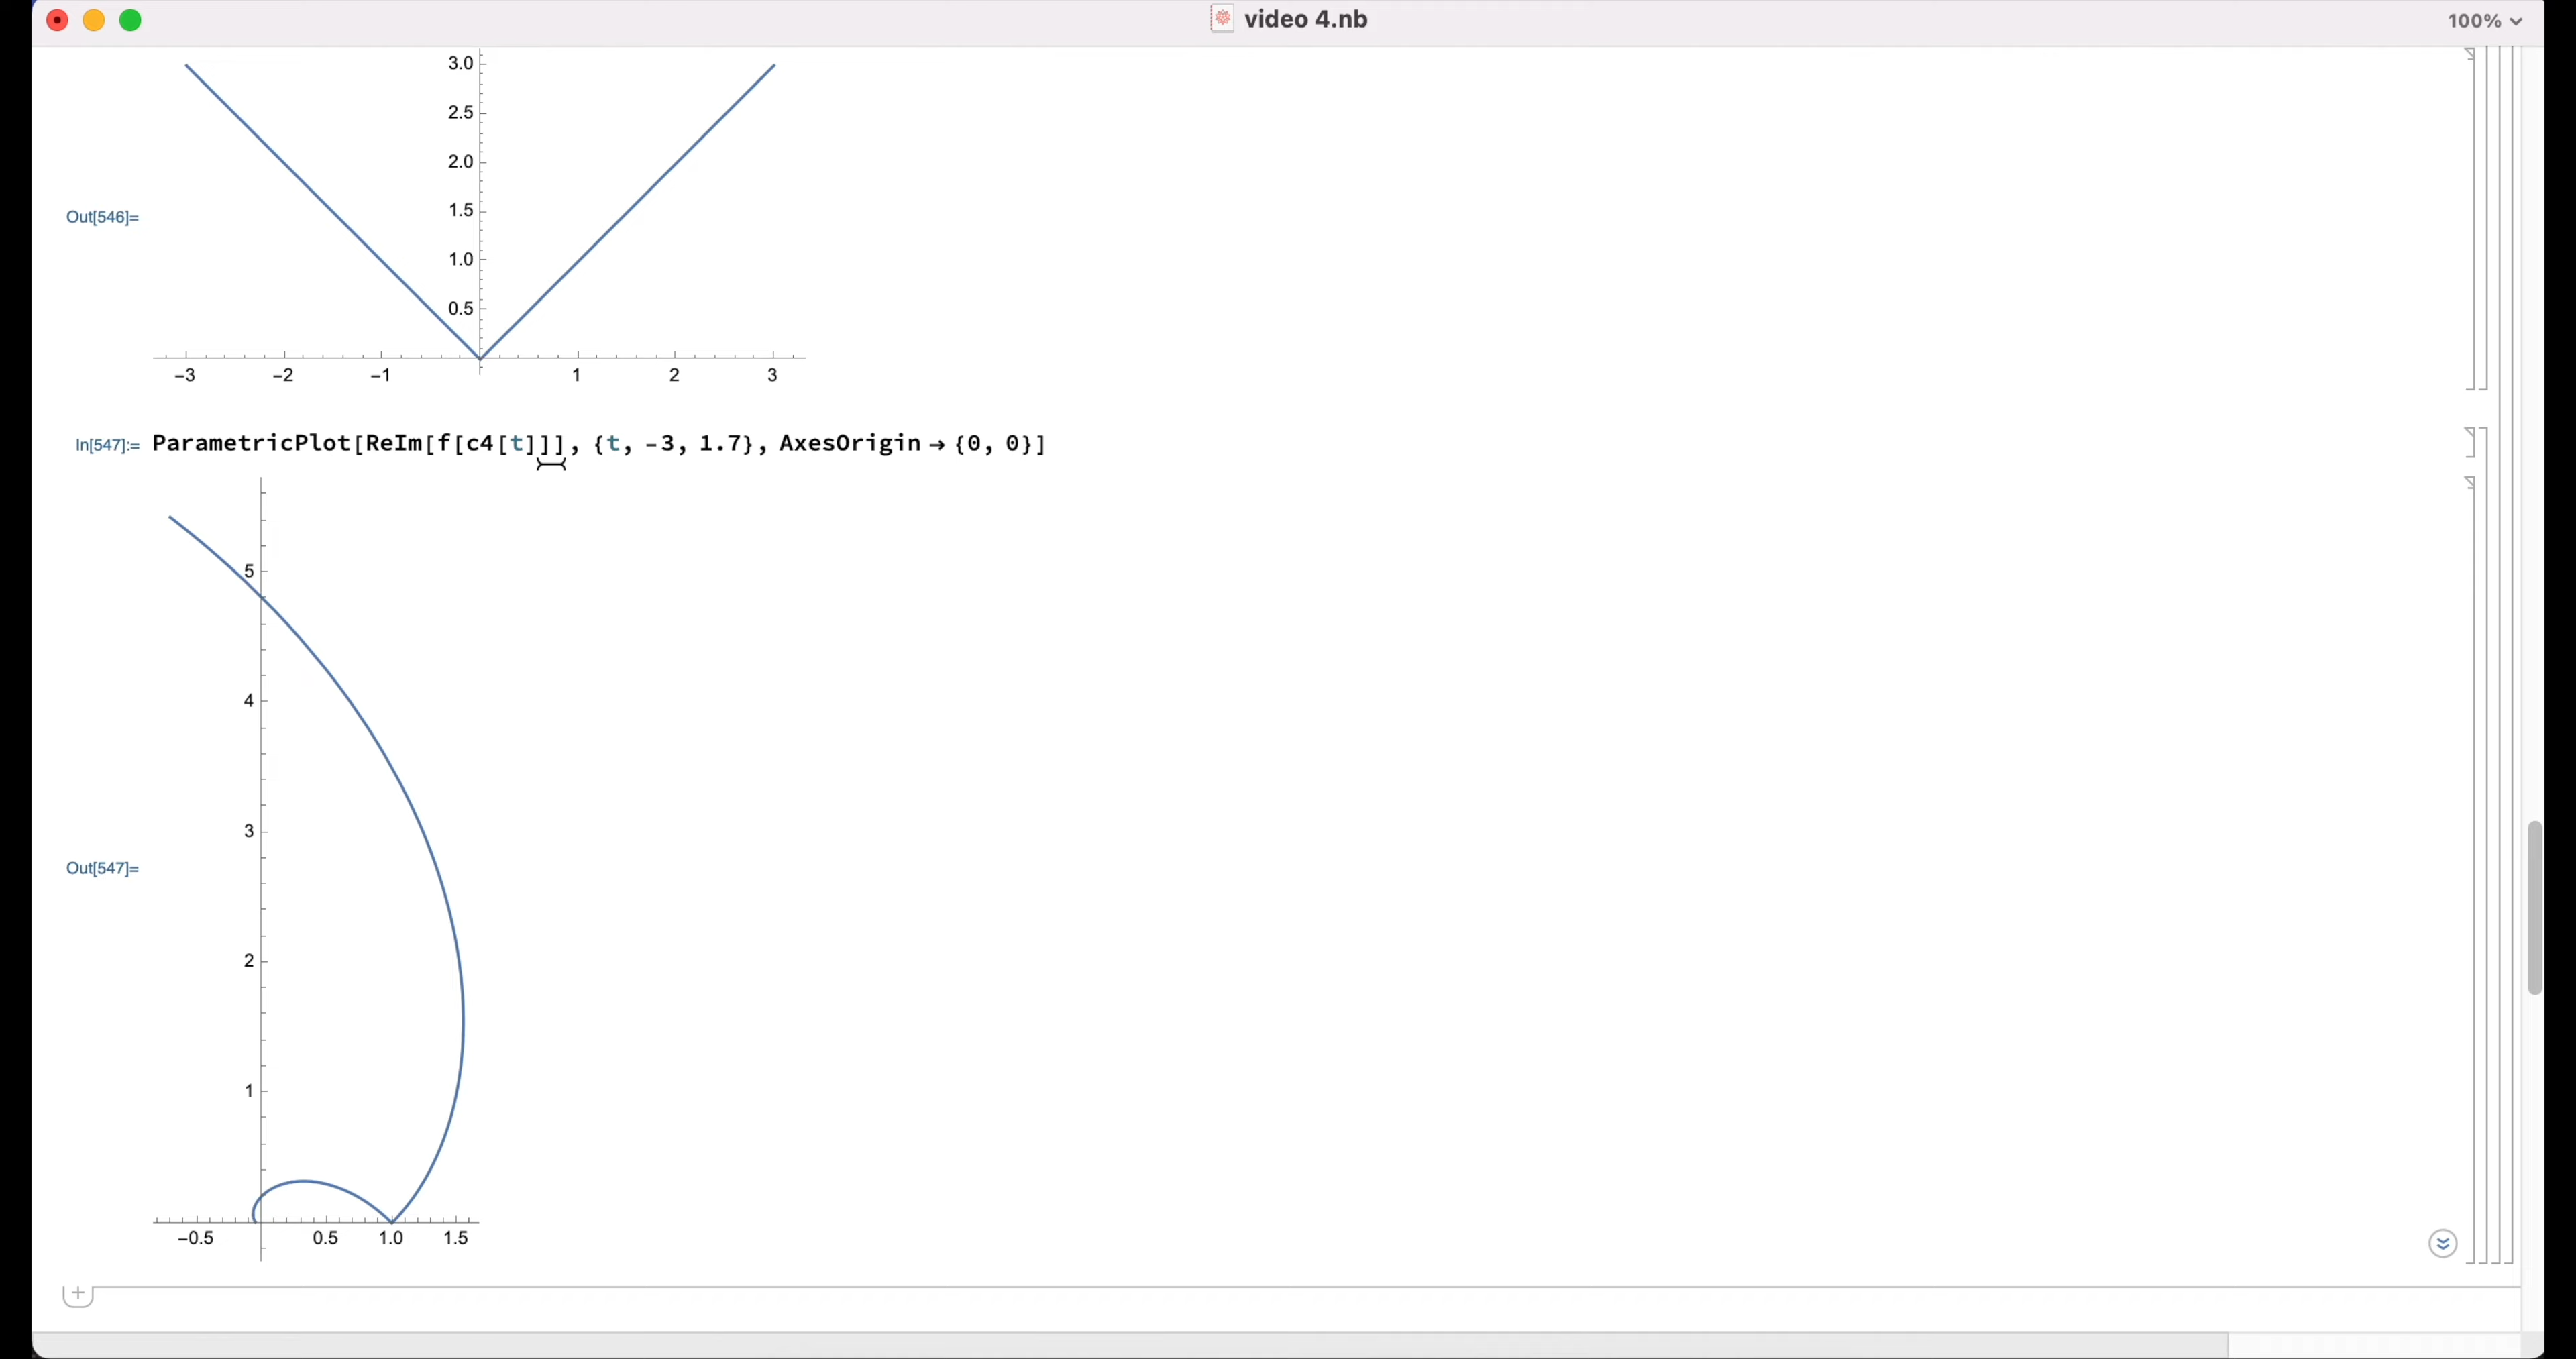 video 4.nb
100%
3.0
2.5
2.0
1.5
Out[546]=
1.0
0.5
−3 −2 −1 1 2 3
In[547]:= ParametricPlot[ReIm[f[c4[t]]], {t, -3, 1.7}, AxesOrigin → {0, 0}]
5
4
3
Out[547]=
2
1
−0.5 0.5 1.0 1.5